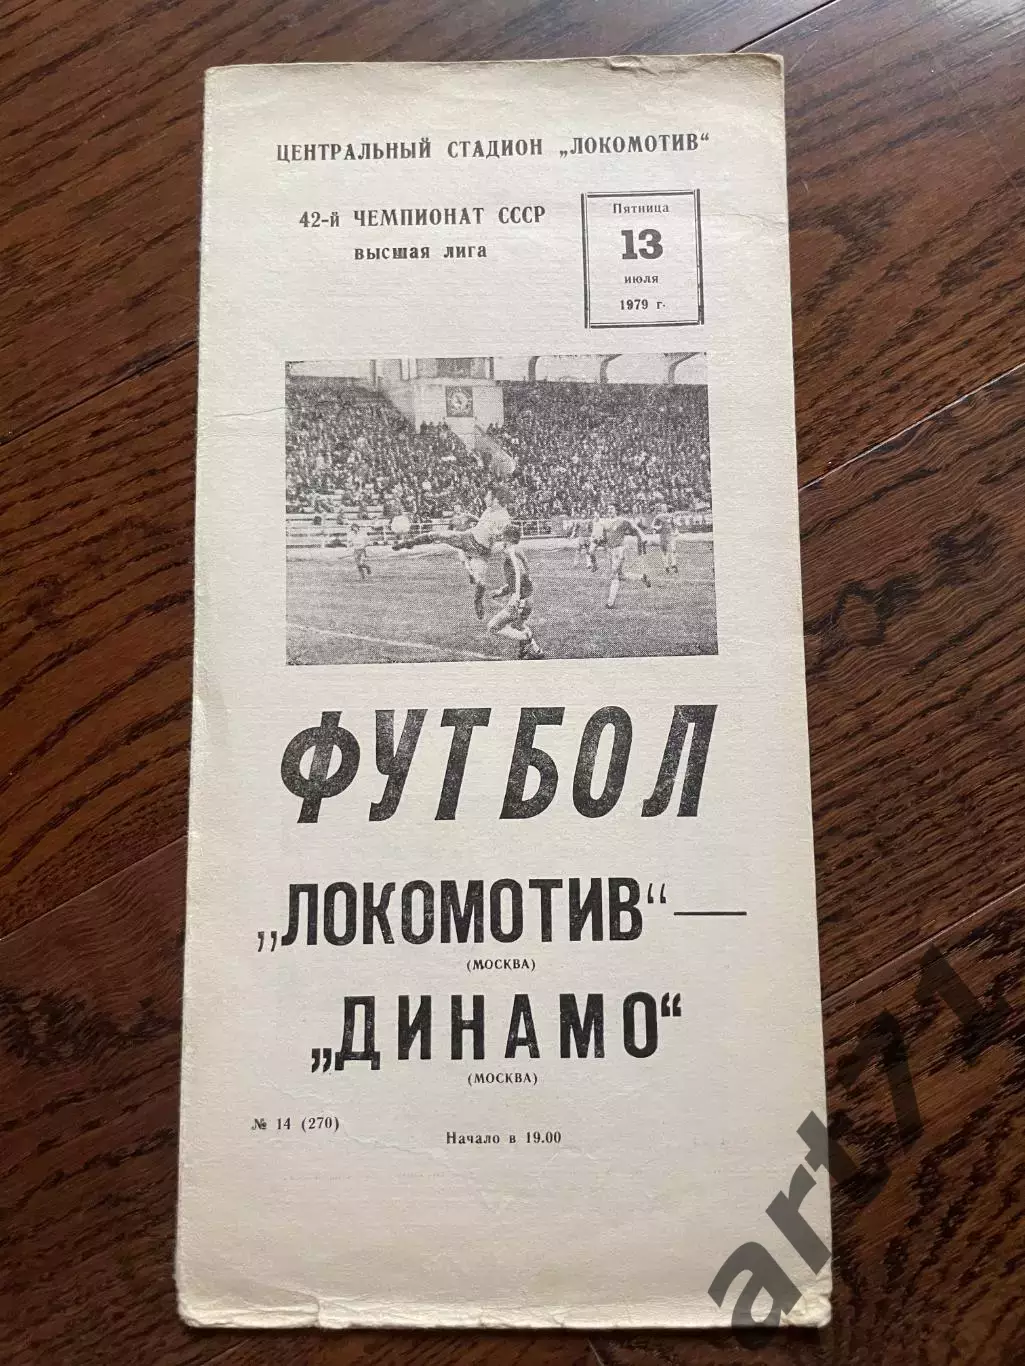 ЦЕНТРАЛЬНЫЙ СТАДИОН „ЛОКОМОТИВ“
42-й ЧЕМПИОНАТ СССР
ВЫСШАЯ ЛИГА
Пятница
13
июля
1979 г.
ФУТБОЛ
„ЛОКОМОТИВ“ —
(МОСКВА)
„ДИНАМО“
(МОСКВА)
№ 14 (270)
Начало в 19.00
art71